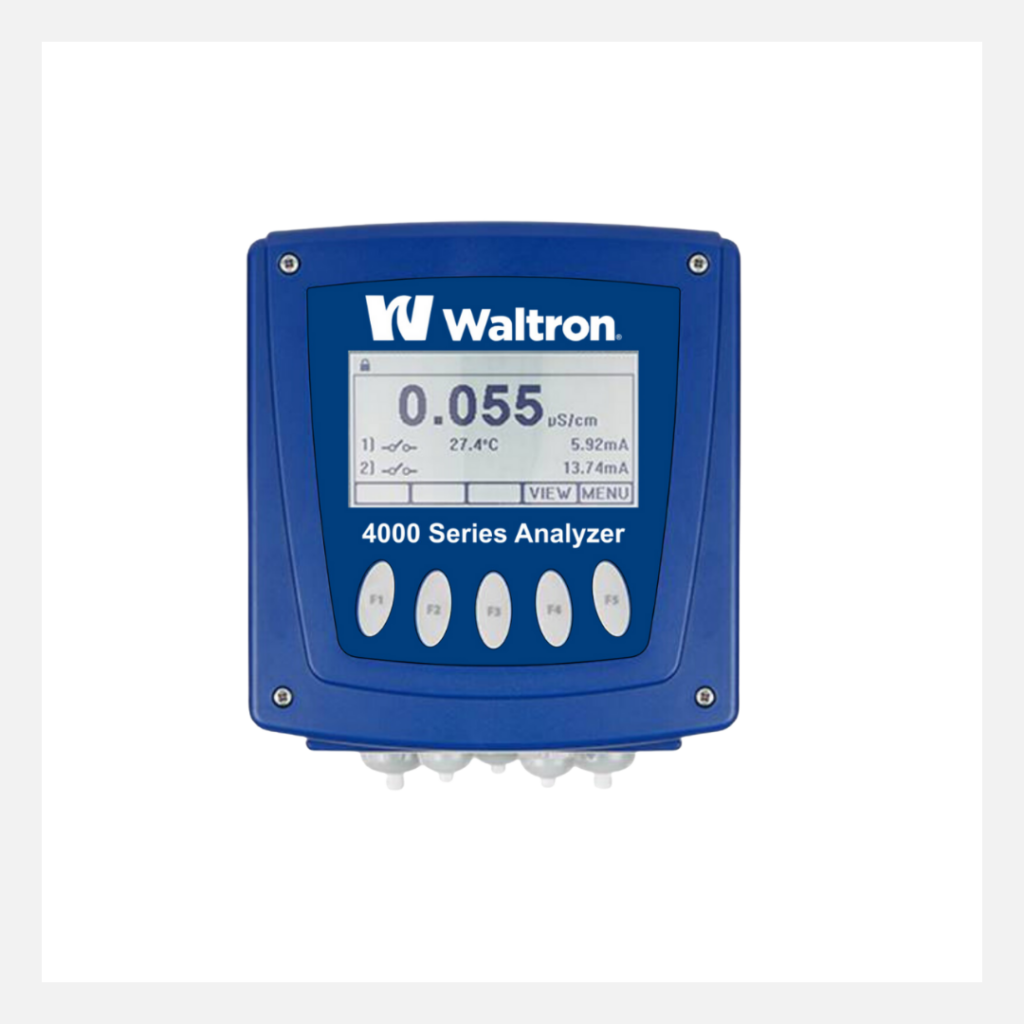 Waltron®
0.055 µS/cm
1) 27.4°C 5.92mA
2) 13.74mA
VIEW MENU
4000 Series Analyzer
F1 F2 F3 F4 F5